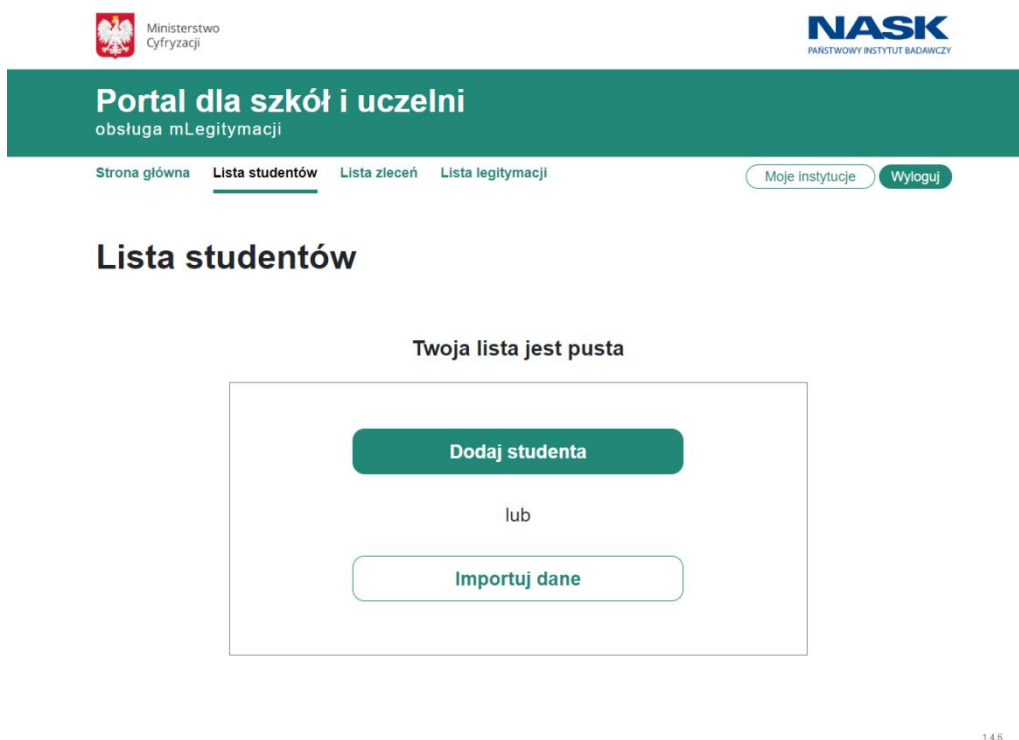 Ministerstwo
Cyfryzacji
NASK
PAŃSTWOWY INSTYTUT BADAWCZY
Portal dla szkół i uczelni
obsługa mLegitymacji
Strona główna Lista studentów Lista zleceń Lista legitymacji Moje instytucje Wyloguj
Lista studentów
Twoja lista jest pusta
Dodaj studenta
lub
Importuj dane
1.4.6